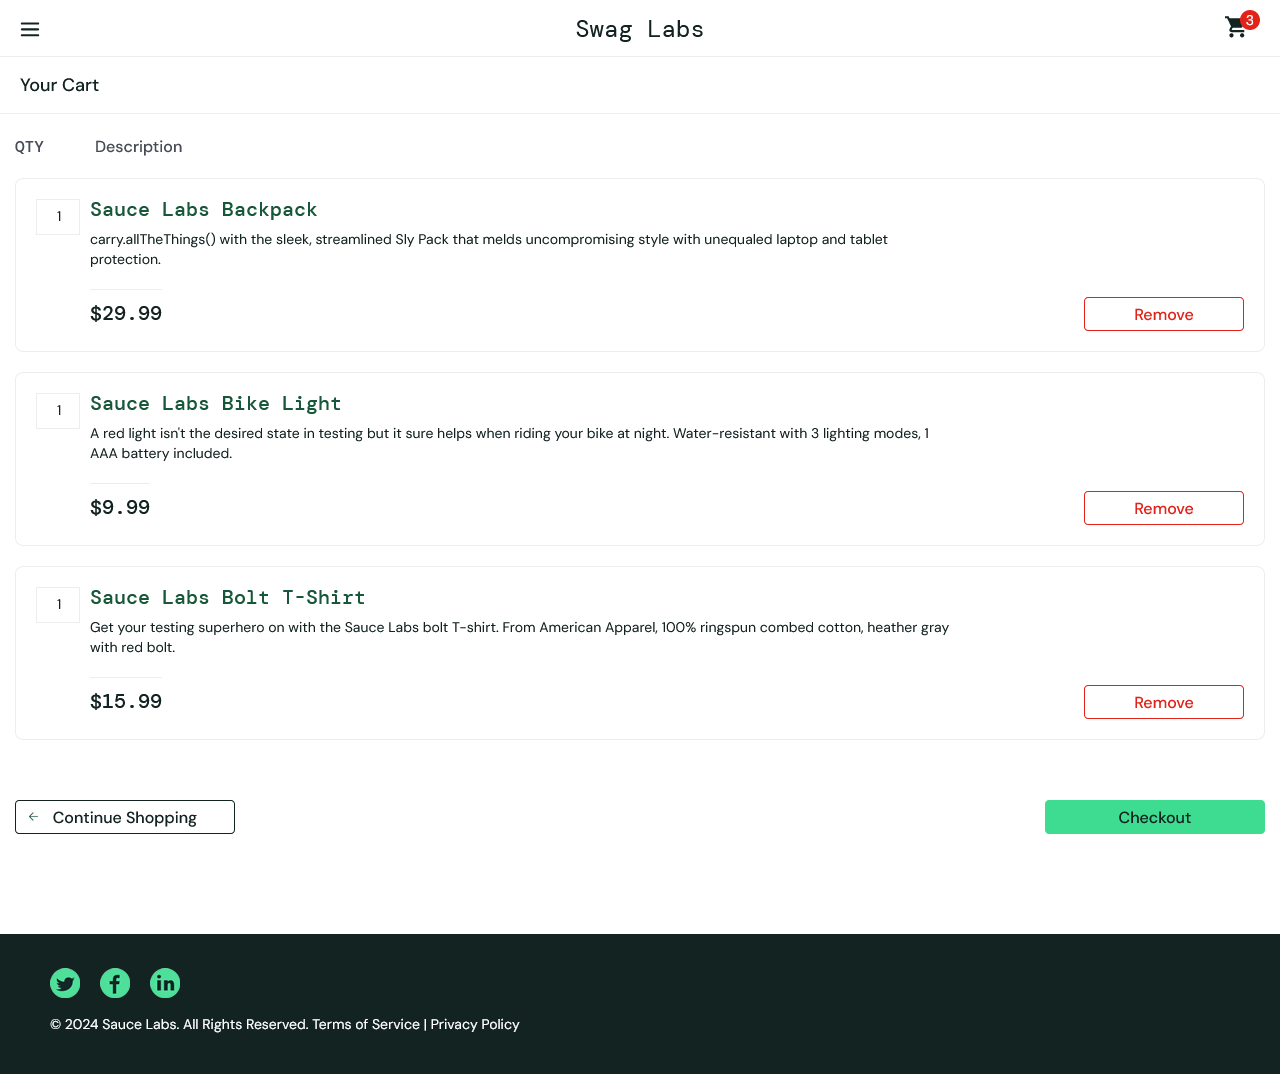 Swag Labs
3
Your Cart
QTY Description
1
Sauce Labs Backpack
carry.allTheThings() with the sleek, streamlined Sly Pack that melds uncompromising style with unequaled laptop and tablet
protection.
$29.99
Remove
1
Sauce Labs Bike Light
A red light isn't the desired state in testing but it sure helps when riding your bike at night. Water-resistant with 3 lighting modes, 1
AAA battery included.
$9.99
Remove
1
Sauce Labs Bolt T-Shirt
Get your testing superhero on with the Sauce Labs bolt T-shirt. From American Apparel, 100% ringspun combed cotton, heather gray
with red bolt.
$15.99
Remove
Continue Shopping
Checkout
© 2024 Sauce Labs. All Rights Reserved. Terms of Service | Privacy Policy